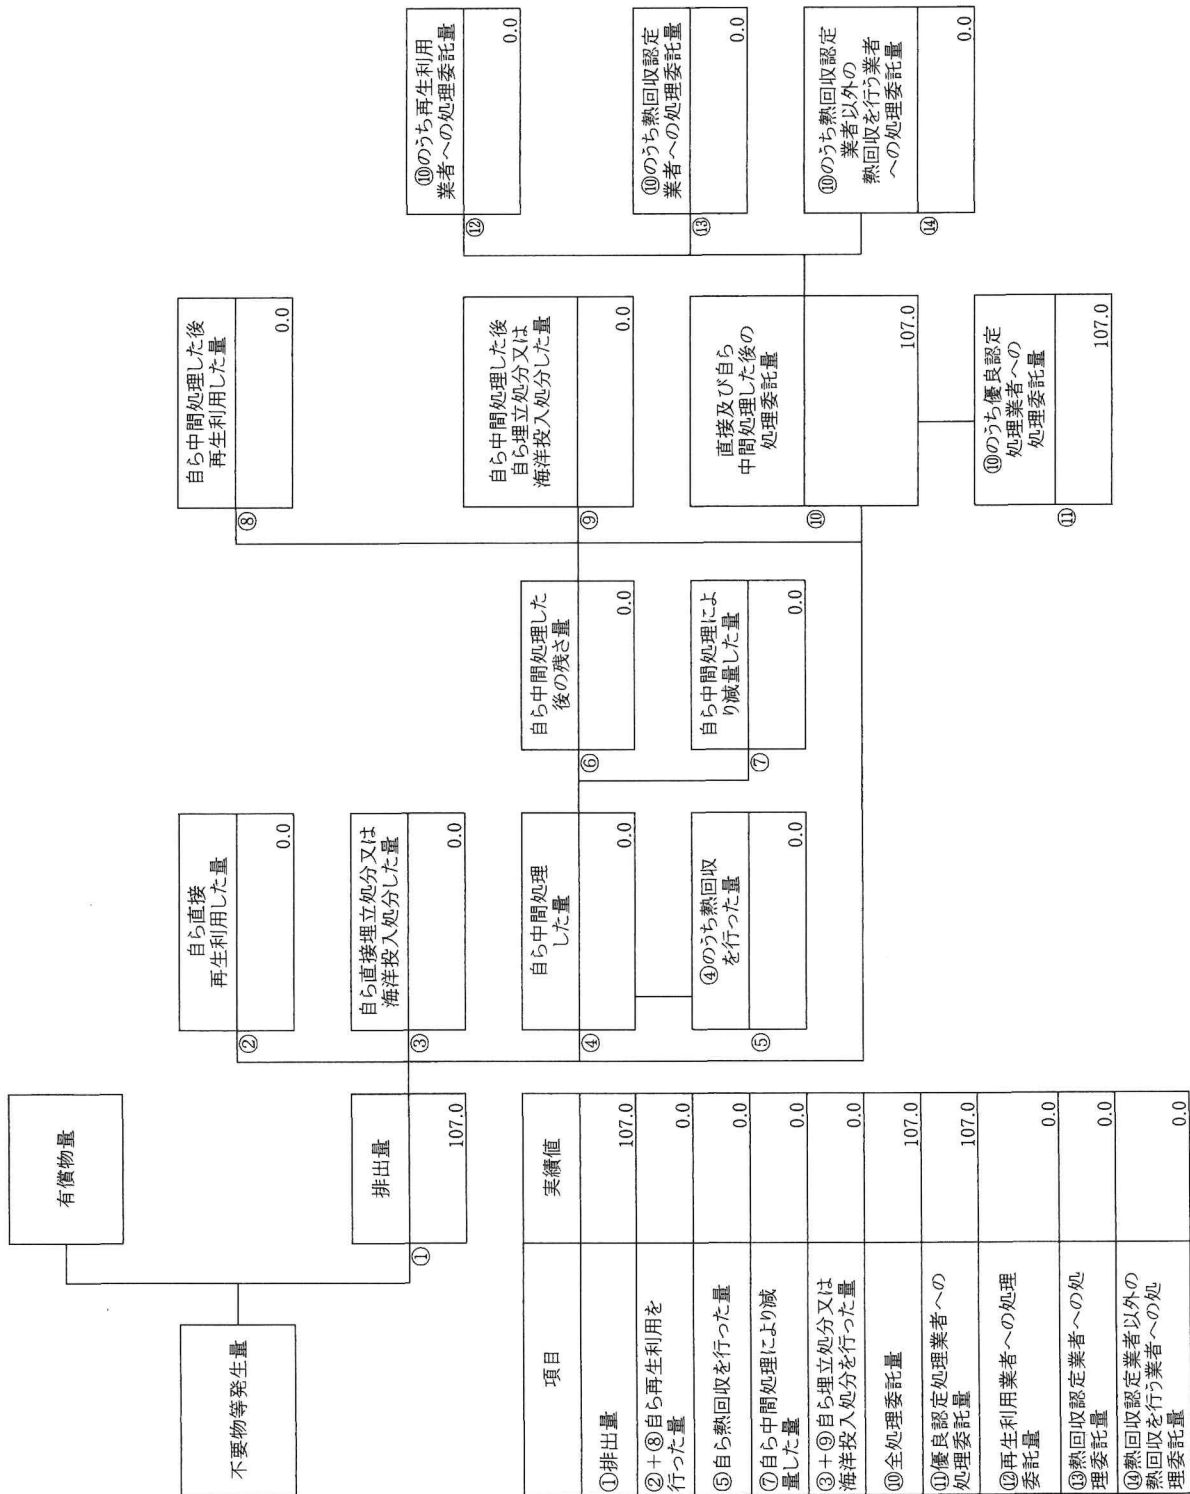 不要物等発生量
有償物量
排出量
①
107.0
自ら直接
再生利用した量
②
0.0
自ら直接埋立処分又は
海洋投入処分した量
③
0.0
自ら中間処理
した量
④
0.0
④のうち熱回収
を行った量
⑤
0.0
自ら中間処理した
後の残さ量
⑥
0.0
自ら中間処理によ
り減量した量
⑦
0.0
自ら中間処理した後
再生利用した量
⑧
0.0
自ら中間処理した後
自ら埋立処分又は
海洋投入処分した量
⑨
0.0
直接及び自ら
中間処理した後の
処理委託量
⑩
107.0
⑩のうち優良認定
処理業者への
処理委託量
⑪
107.0
⑩のうち再生利用
業者への処理委託量
⑫
0.0
⑩のうち熱回収認定
業者への処理委託量
⑬
0.0
⑩のうち熱回収認定
業者以外の
熱回収を行う業者
への処理委託量
⑭
0.0
項目 実績値
①排出量 107.0
②+⑧自ら再生利用を
行った量 0.0
⑤自ら熱回収を行った量 0.0
⑦自ら中間処理により減
量した量 0.0
③+⑨自ら埋立処分又は
海洋投入処分を行った量 0.0
⑩全処理委託量 107.0
⑪優良認定処理業者への
処理委託量 107.0
⑫再生利用業者への処理
委託量 0.0
⑬熱回収認定業者への処
理委託量 0.0
⑭熱回収認定業者以外の
熱回収を行う業者への処
理委託量 0.0